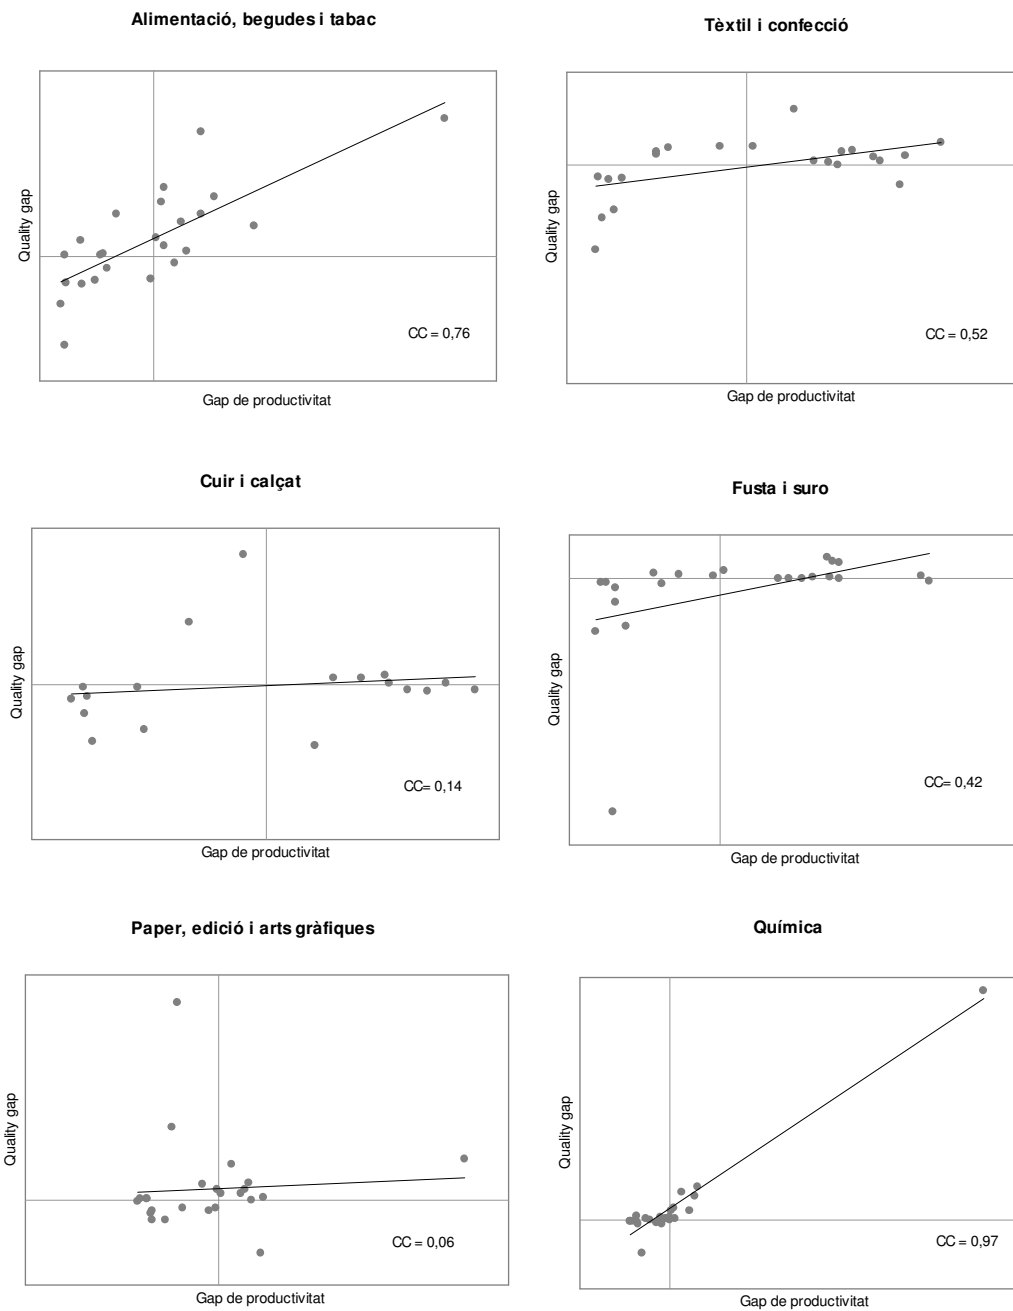 Alimentació, begudes i tabac
Quality gap
CC = 0,76
Gap de productivitat
Tèxtil i confecció
Quality gap
CC = 0,52
Gap de productivitat
Cuir i calçat
Quality gap
CC= 0,14
Gap de productivitat
Fusta i suro
Quality gap
CC= 0,42
Gap de productivitat
Paper, edició i arts gràfiques
Quality gap
CC = 0,06
Gap de productivitat
Química
Quality gap
CC = 0,97
Gap de productivitat